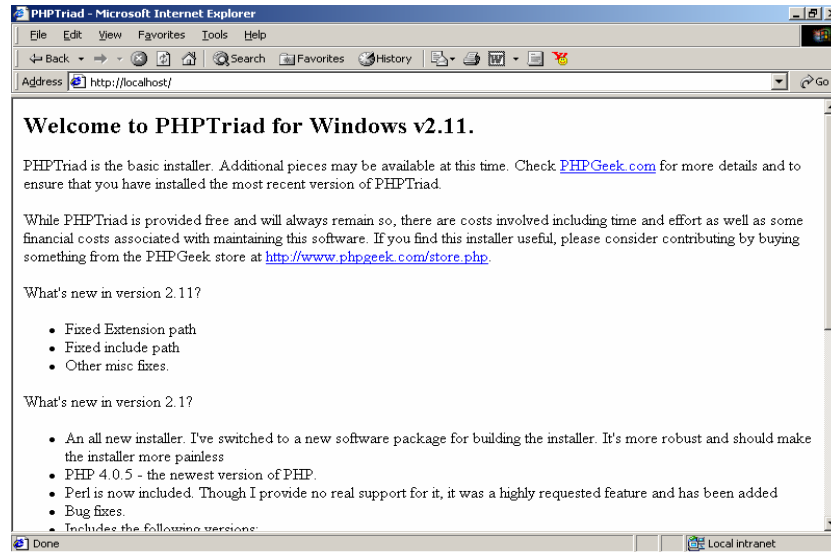 PHPTriad - Microsoft Internet Explorer
File Edit View Favorites Tools Help
Back Search Favorites History
Address http://localhost/ Go
Welcome to PHPTriad for Windows v2.11.
PHPTriad is the basic installer. Additional pieces may be available at this time. Check PHPGeek.com for more details and to
ensure that you have installed the most recent version of PHPTriad.
While PHPTriad is provided free and will always remain so, there are costs involved including time and effort as well as some
financial costs associated with maintaining this software. If you find this installer useful, please consider contributing by buying
something from the PHPGeek store at http://www.phpgeek.com/store.php.
What's new in version 2.11?
• Fixed Extension path
• Fixed include path
• Other misc fixes.
What's new in version 2.1?
• An all new installer. I've switched to a new software package for building the installer. It's more robust and should make
the installer more painless
• PHP 4.0.5 - the newest version of PHP.
• Perl is now included. Though I provide no real support for it, it was a highly requested feature and has been added
• Bug fixes.
• Includes the following versions:
Done Local intranet